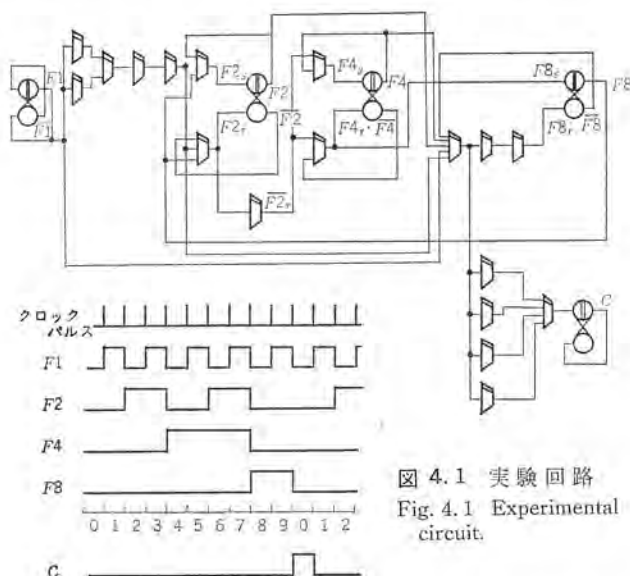 F1
F1
F2s
F2
F2r
F2
F2r
F4s
F4
F4r
F4
F8s
F8
F8r
F8
C
クロック
パルス
F1
F2
F4
F8
0 1 2 3 4 5 6 7 8 9 0 1 2
C
図 4.1 実験回路
Fig. 4.1 Experimental
circuit.